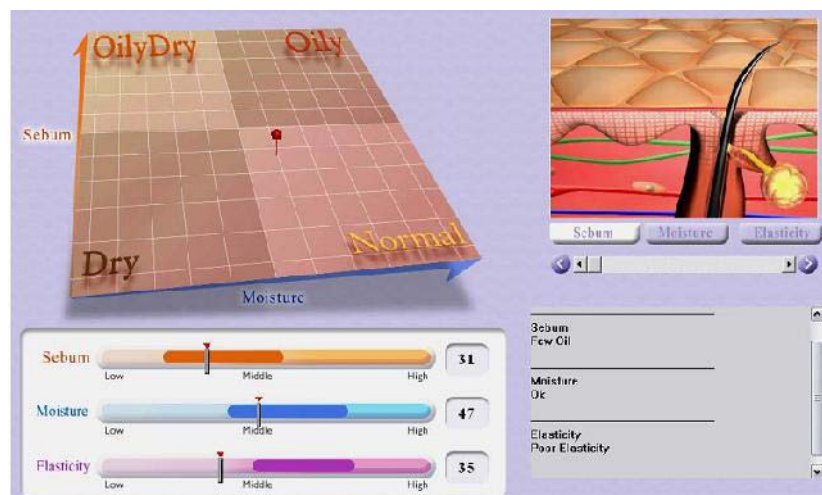 OilyDry
Oily
Sebum
Dry
Normal
Moisture
Sebum
Low
Middle
High
31
Moisture
Low
Middle
High
47
Elasticity
Low
Middle
High
35
Sebum
Moisture
Elasticity
Sebum
Few Oil
Moisture
Ok
Elasticity
Poor Elasticity